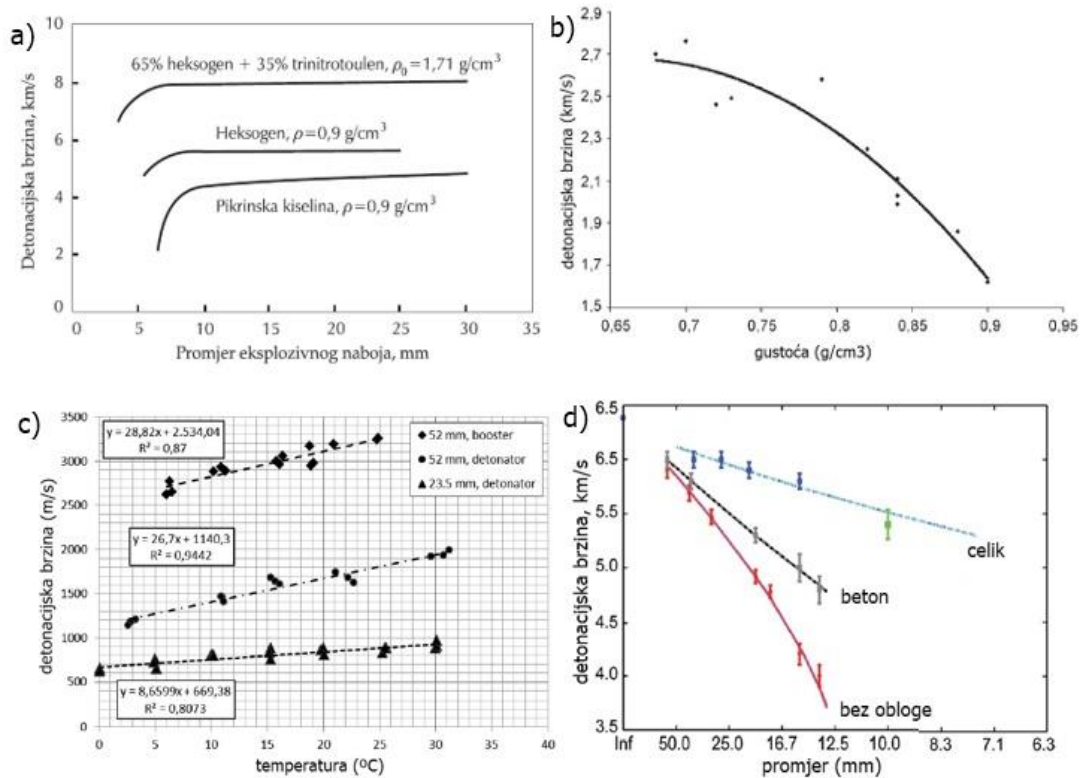 a)
Detonacijska brzina, km/s
10
8
6
4
2
0
65% heksogen + 35% trinitrotoulen, ρ₀=1,71 g/cm³
Heksogen, ρ=0,9 g/cm³
Pikrinska kiselina, ρ=0,9 g/cm³
0 5 10 15 20 25 30 35
Promjer eksplozivnog naboja, mm
b)
detonacijska brzina (km/s)
2,9
2,7
2,5
2,3
2,1
1,9
1,7
1,5
0,65 0,7 0,75 0,8 0,85 0,9 0,95
gustoća (g/cm3)
c)
detonacijska brzina (m/s)
3500
3000
2500
2000
1500
1000
500
0
y = 28,82x + 2.534,04
R² = 0,87
52 mm, booster
52 mm, detonator
23.5 mm, detonator
y = 26,7x + 1140,3
R² = 0,9442
y = 8,6599x + 669,38
R² = 0,8073
0 5 10 15 20 25 30 35 40
temperatura (ºC)
d)
detonacijska brzina, km/s
6.5
6.5
5.5
5.0
4.5
4.0
3.5
celik
beton
bez obloge
Inf 50.0 25.0 16.7 12.5 10.0 8.3 7.1 6.3
promjer (mm)